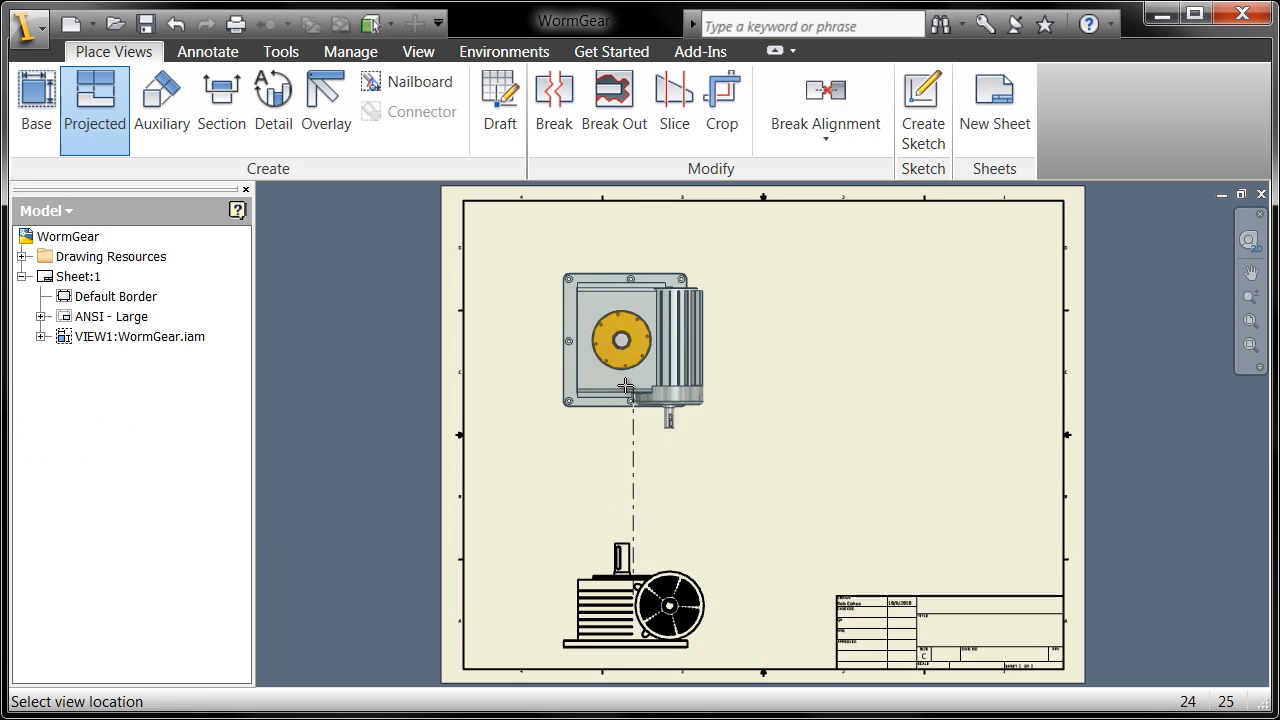 WormGear
Type a keyword or phrase
Place Views Annotate Tools Manage View Environments Get Started Add-Ins
Base Projected Auxiliary Section Detail Overlay Nailboard Connector Draft Break Break Out Slice Crop Break Alignment Create Sketch New Sheet
Create Modify Sketch Sheets
Model
WormGear
Drawing Resources
Sheet:1
Default Border
ANSI - Large
VIEW1:WormGear.iam
2D
C
Select view location 24 25